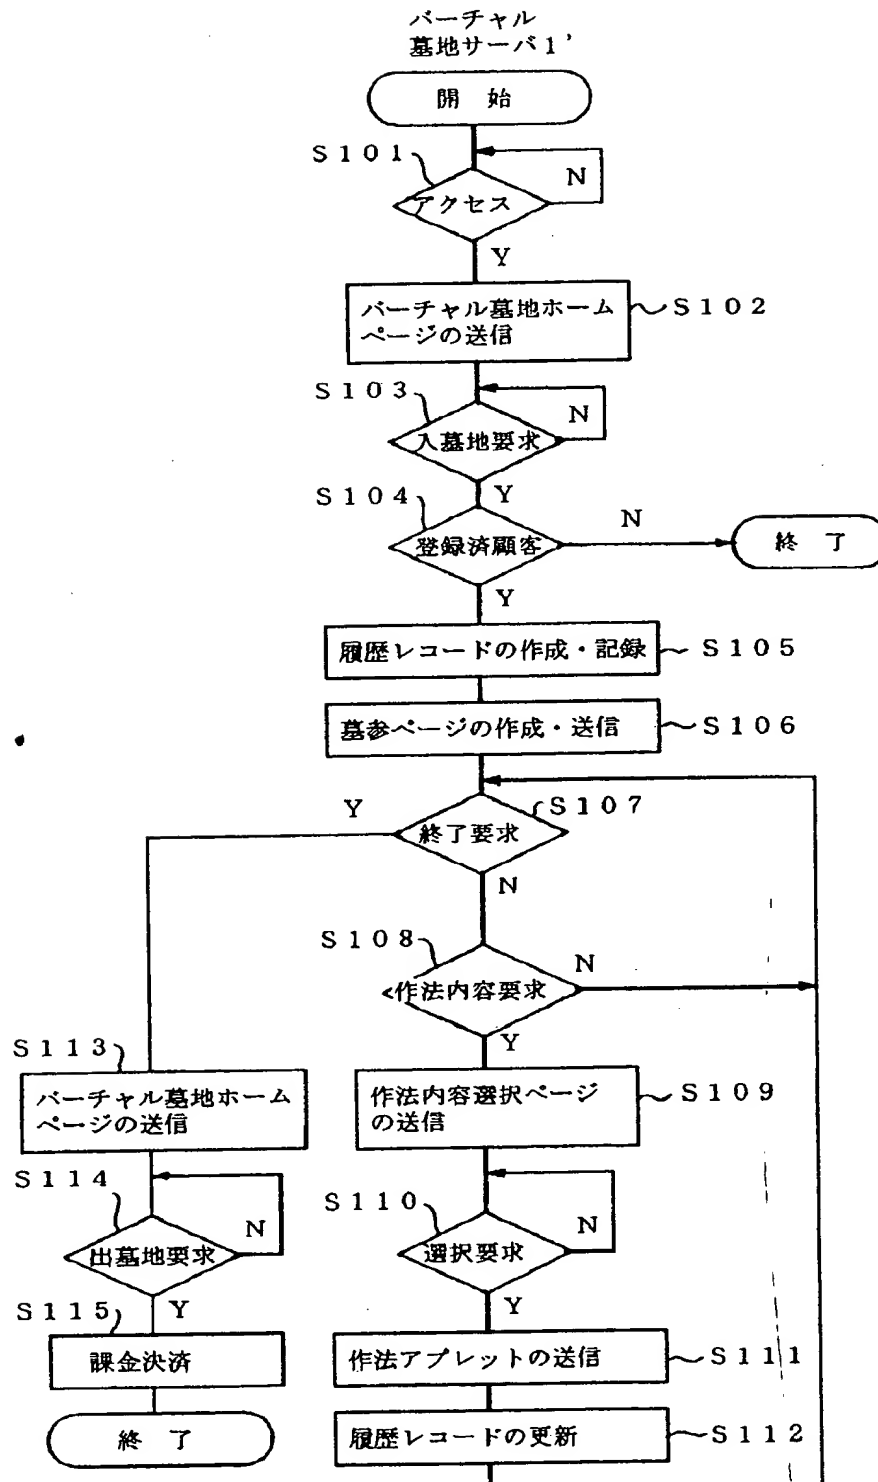 バーチャル
墓地サーバ1'
開 始
S101
N
アクセス
Y
バーチャル墓地ホーム
ページの送信
S102
S103
N
入墓地要求
Y
S104
N
登録済顧客
終 了
Y
履歴レコードの作成・記録
S105
墓参ページの作成・送信
S106
S107
Y
終了要求
N
S108
N
作法内容要求
Y
S109
作法内容選択ページ
の送信
S110
N
選択要求
Y
作法アプレットの送信
S111
履歴レコードの更新
S112
S113
バーチャル墓地ホーム
ページの送信
S114
N
出墓地要求
Y
S115
課金決済
終 了